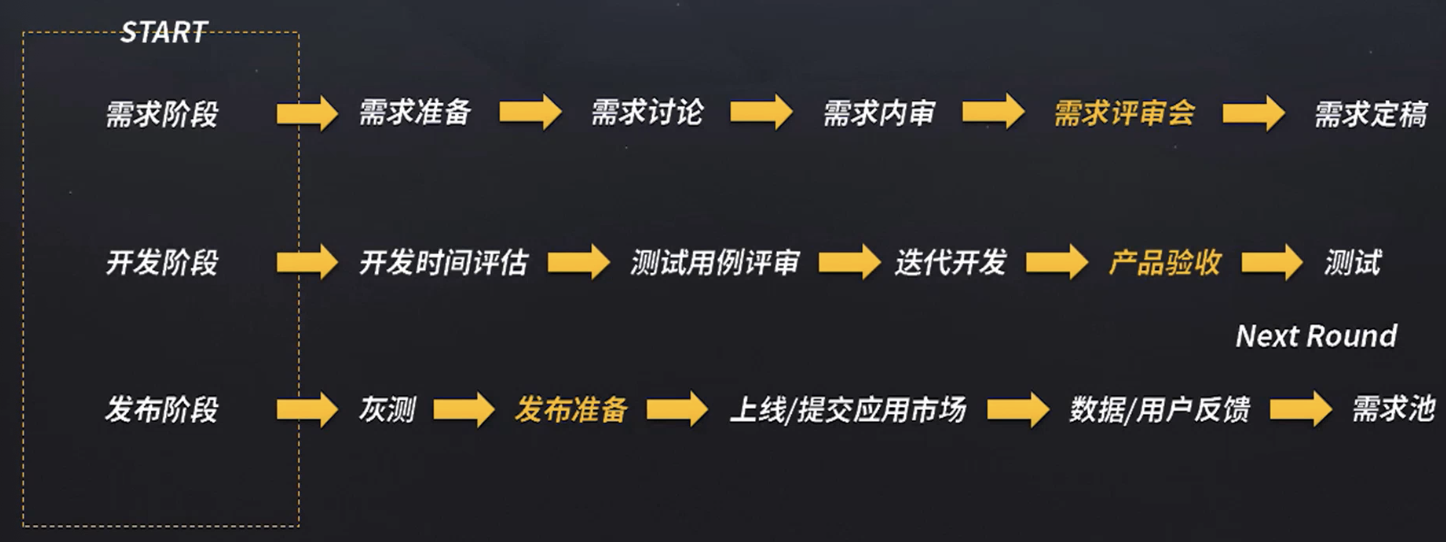 START
需求阶段 需求准备 需求讨论 需求内审 需求评审会 需求定稿
开发阶段 开发时间评估 测试用例评审 迭代开发 产品验收 测试
Next Round
发布阶段 灰测 发布准备 上线/提交应用市场 数据/用户反馈 需求池